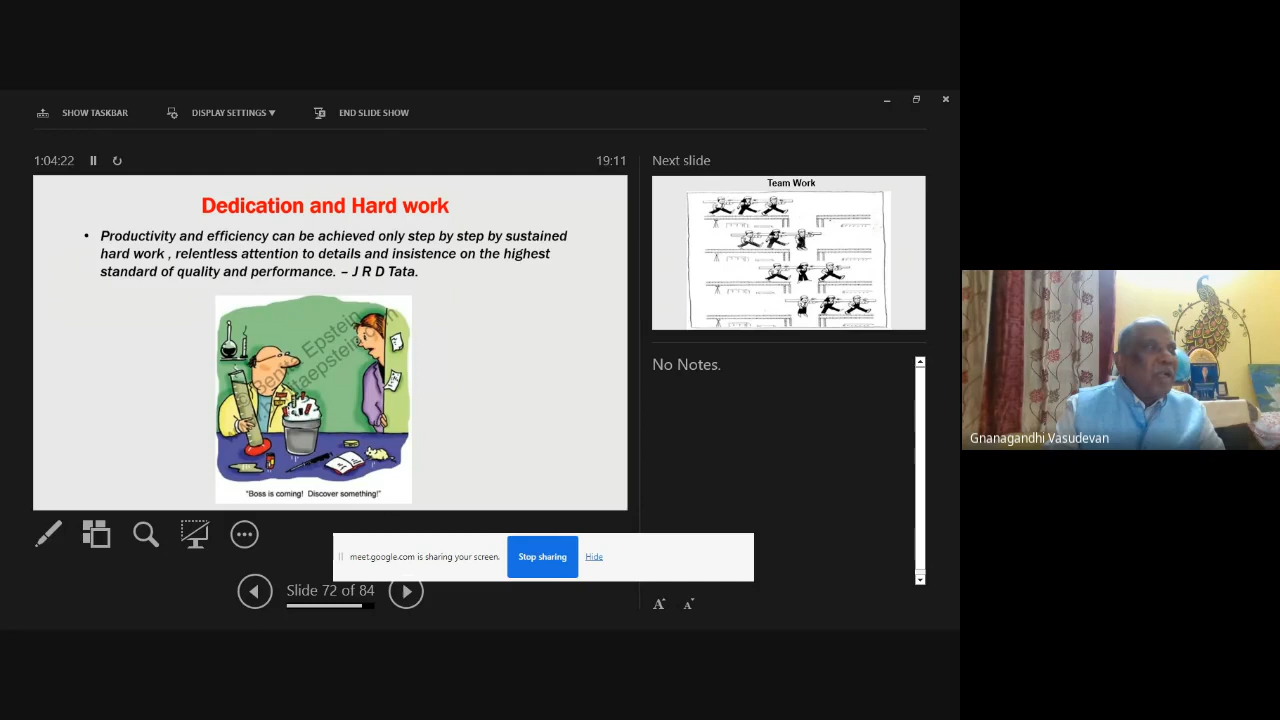 SHOW TASKBAR
DISPLAY SETTINGS ▾
END SLIDE SHOW
1:04:22
19:11
Dedication and Hard work
• Prductivity and efficiency can be achieved only step by step by sustained
hard work , relentless attention to details and insistence on the highest
standard of quality and performance. – J R D Tata.
Epstein
"Boss is coming! Discover something!"
Next slide
Team Work
No Notes.
Gnanagandhi Vasudevan
meet.google.com is sharing your screen.
Stop sharing
Hide
Slide 72 of 84
A
A